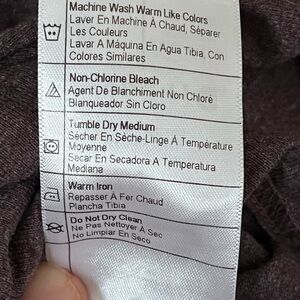 Machine Wash Warm Like Colors
Laver En Machine À Chaud, Séparer
Les Couleurs
Lavar A Máquina En Agua Tibia, Con
Colores Similares
Non-Chlorine Bleach
Agent De Blanchiment Non Chloré
Blanqueador Sin Cloro
Tumble Dry Medium
Sécher En Sèche-Linge À Température
Moyenne
Secar En Secadora A Temperatura
Mediana
Warm Iron
Repasser À Fer Chaud
Plancha Tibia
Do Not Dry Clean
Ne Pas Nettoyer À Sec
No Limpiar En Seco